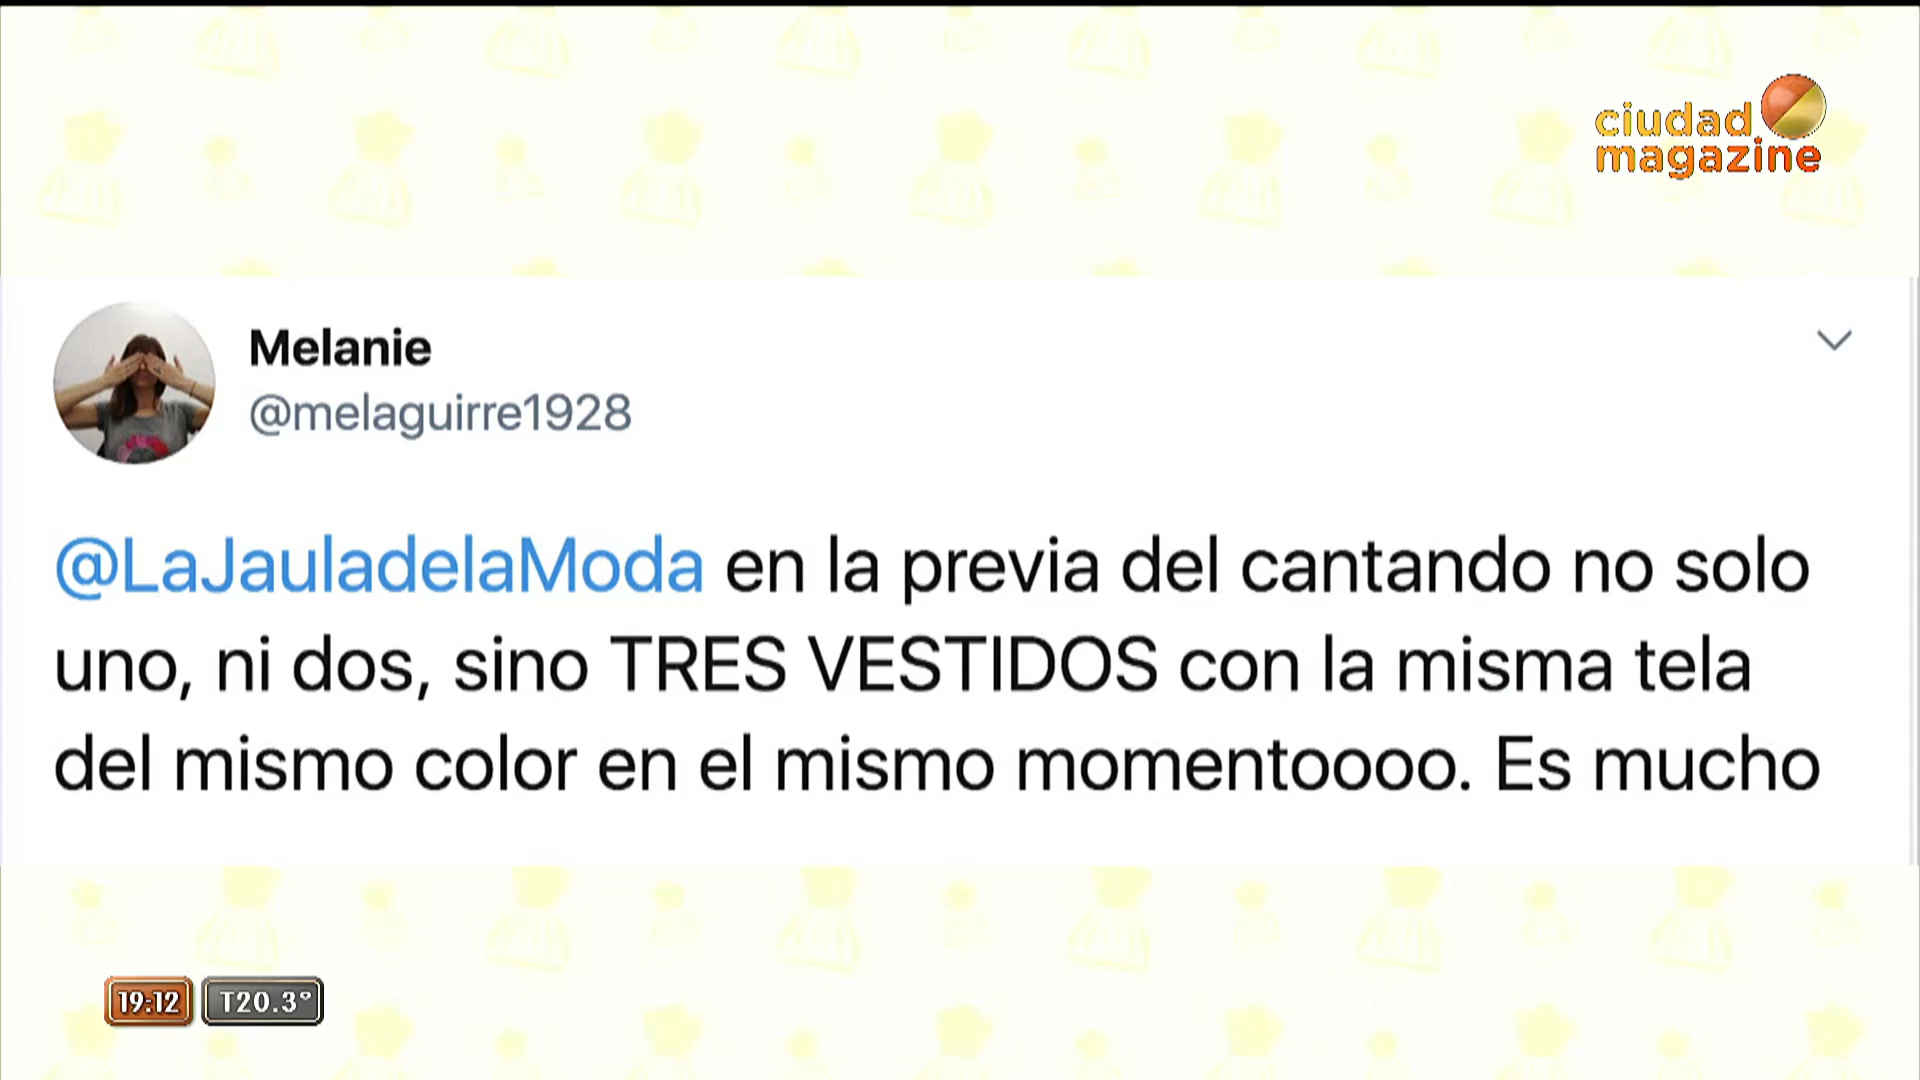 ciudad
magazine
Melanie
@melaguirre1928
@LaJauladelaModa en la previa del cantando no solo
uno, ni dos, sino TRES VESTIDOS con la misma tela
del mismo color en el mismo momentoooo. Es mucho
19:12 T20.3°